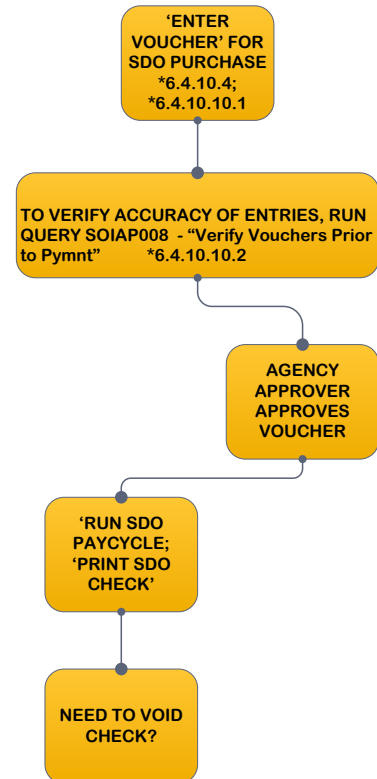 ‘ENTER
VOUCHER’ FOR
SDO PURCHASE
*6.4.10.4;
*6.4.10.10.1
TO VERIFY ACCURACY OF ENTRIES, RUN
QUERY SOIAP008 - “Verify Vouchers Prior
to Pymnt” *6.4.10.10.2
AGENCY
APPROVER
APPROVES
VOUCHER
‘RUN SDO
PAYCYCLE;
‘PRINT SDO
CHECK’
NEED TO VOID
CHECK?